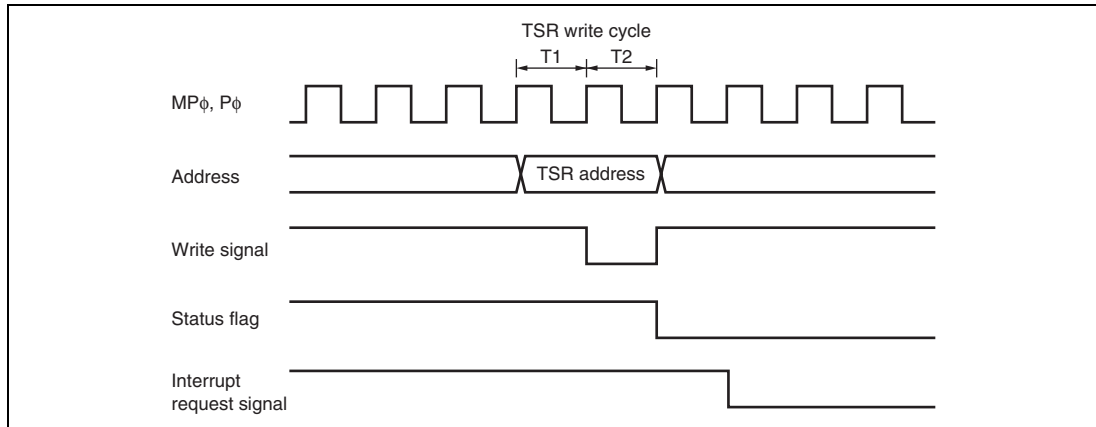 TSR write cycle
T1 T2
MPφ, Pφ
Address
TSR address
Write signal
Status flag
Interrupt
request signal